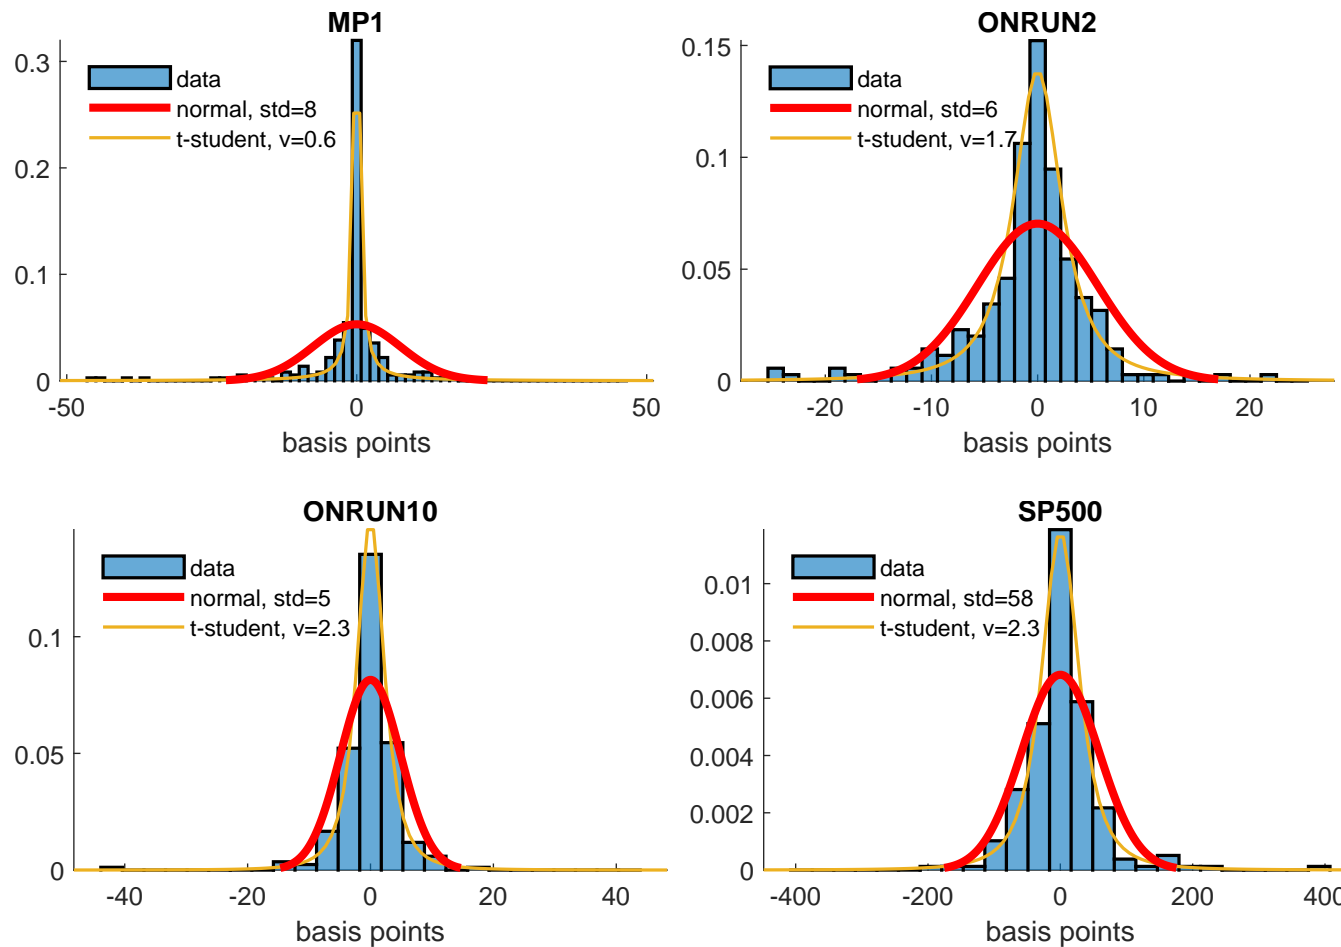 MP1
data
normal, std=8
t-student, v=0.6
0.3
0.2
0.1
0
-50
0
50
basis points
ONRUN2
data
normal, std=6
t-student, v=1.7
0.15
0.1
0.05
0
-20
-10
0
10
20
basis points
ONRUN10
data
normal, std=5
t-student, v=2.3
0.1
0.05
0
-40
-20
0
20
40
basis points
SP500
data
normal, std=58
t-student, v=2.3
0.01
0.008
0.006
0.004
0.002
0
-400
-200
0
200
400
basis points